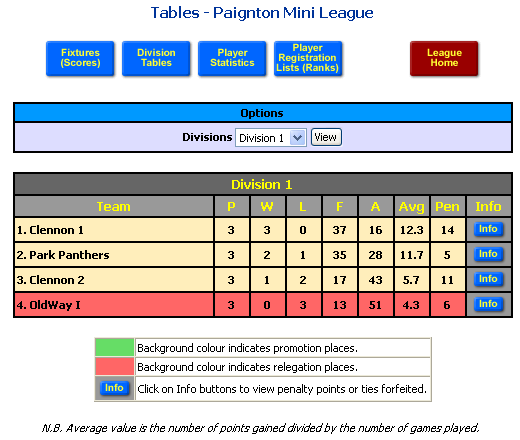 Tables - Paignton Mini League
Fixtures (Scores)
Division Tables
Player Statistics
Player Registration Lists (Ranks)
League Home
Options
Divisions Division 1 View
Division 1
Team P W L F A Avg Pen Info
1. Clennon 1 3 3 0 37 16 12.3 14 Info
2. Park Panthers 3 2 1 35 28 11.7 5 Info
3. Clennon 2 3 1 2 17 43 5.7 11 Info
4. OldWay I 3 0 3 13 51 4.3 6 Info
Background colour indicates promotion places.
Background colour indicates relegation places.
Info Click on Info buttons to view penalty points or ties forfeited.
N.B. Average value is the number of points gained divided by the number of games played.